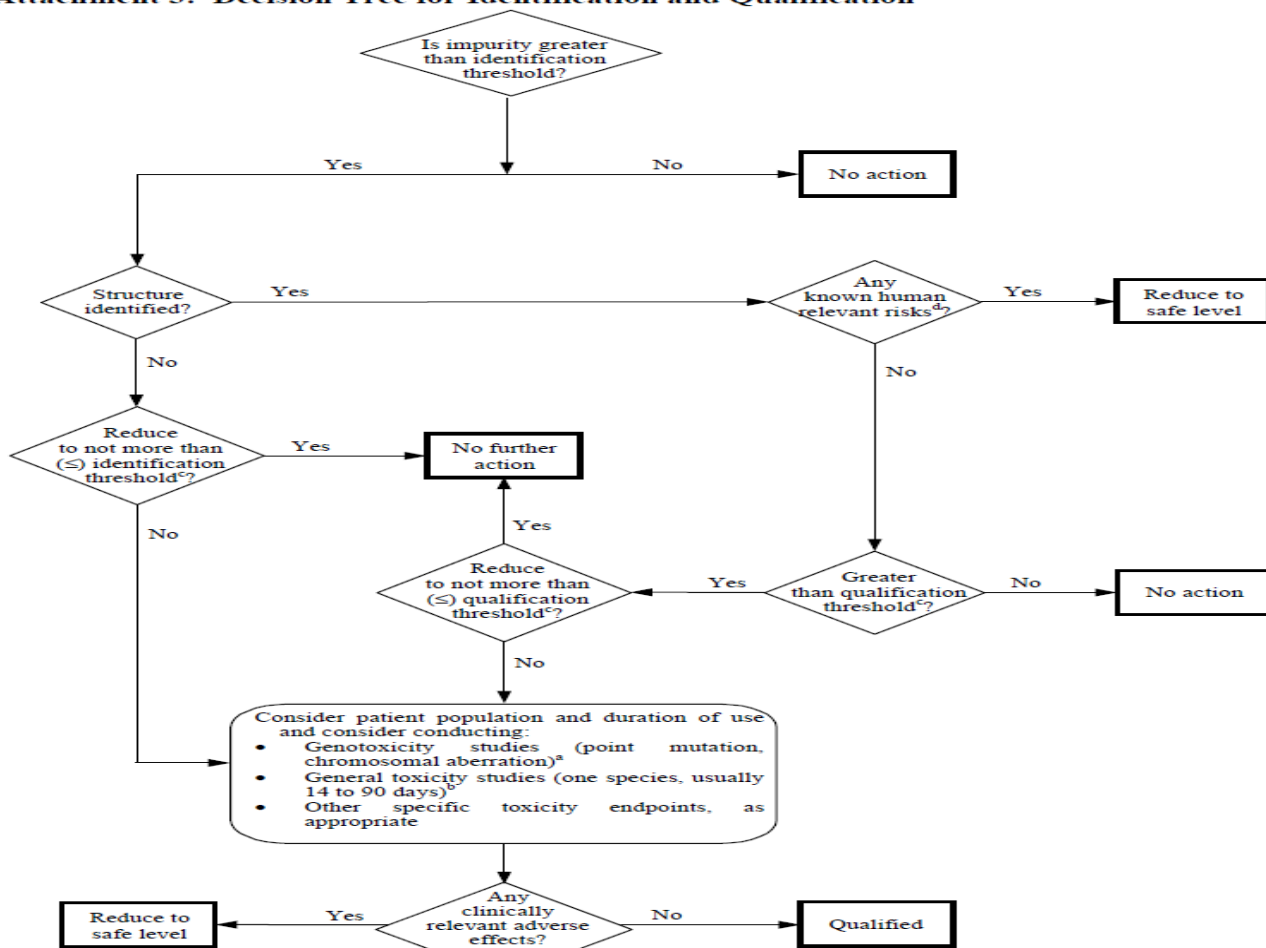 Attachment 3: Decision Tree for Identification and Qualification
Is impurity greater
than identification
threshold?
Yes
No
No action
Structure
identified?
Yes
Any
known human
relevant risksᵈ?
Yes
Reduce to
safe level
No
No
Reduce
to not more than
(≤) identification
thresholdᶜ?
Yes
No further
action
No
Yes
Reduce
to not more than
(≤) qualification
thresholdᶜ?
Yes
Greater
than qualification
thresholdᶜ?
No
No action
No
Consider patient population and duration of use
and consider conducting:
• Genotoxicity studies (point mutation,
chromosomal aberration)ᵃ
• General toxicity studies (one species, usually
14 to 90 days)ᵇ
• Other specific toxicity endpoints, as
appropriate
Reduce to
safe level
Yes
Any
clinically
relevant adverse
effects?
No
Qualified